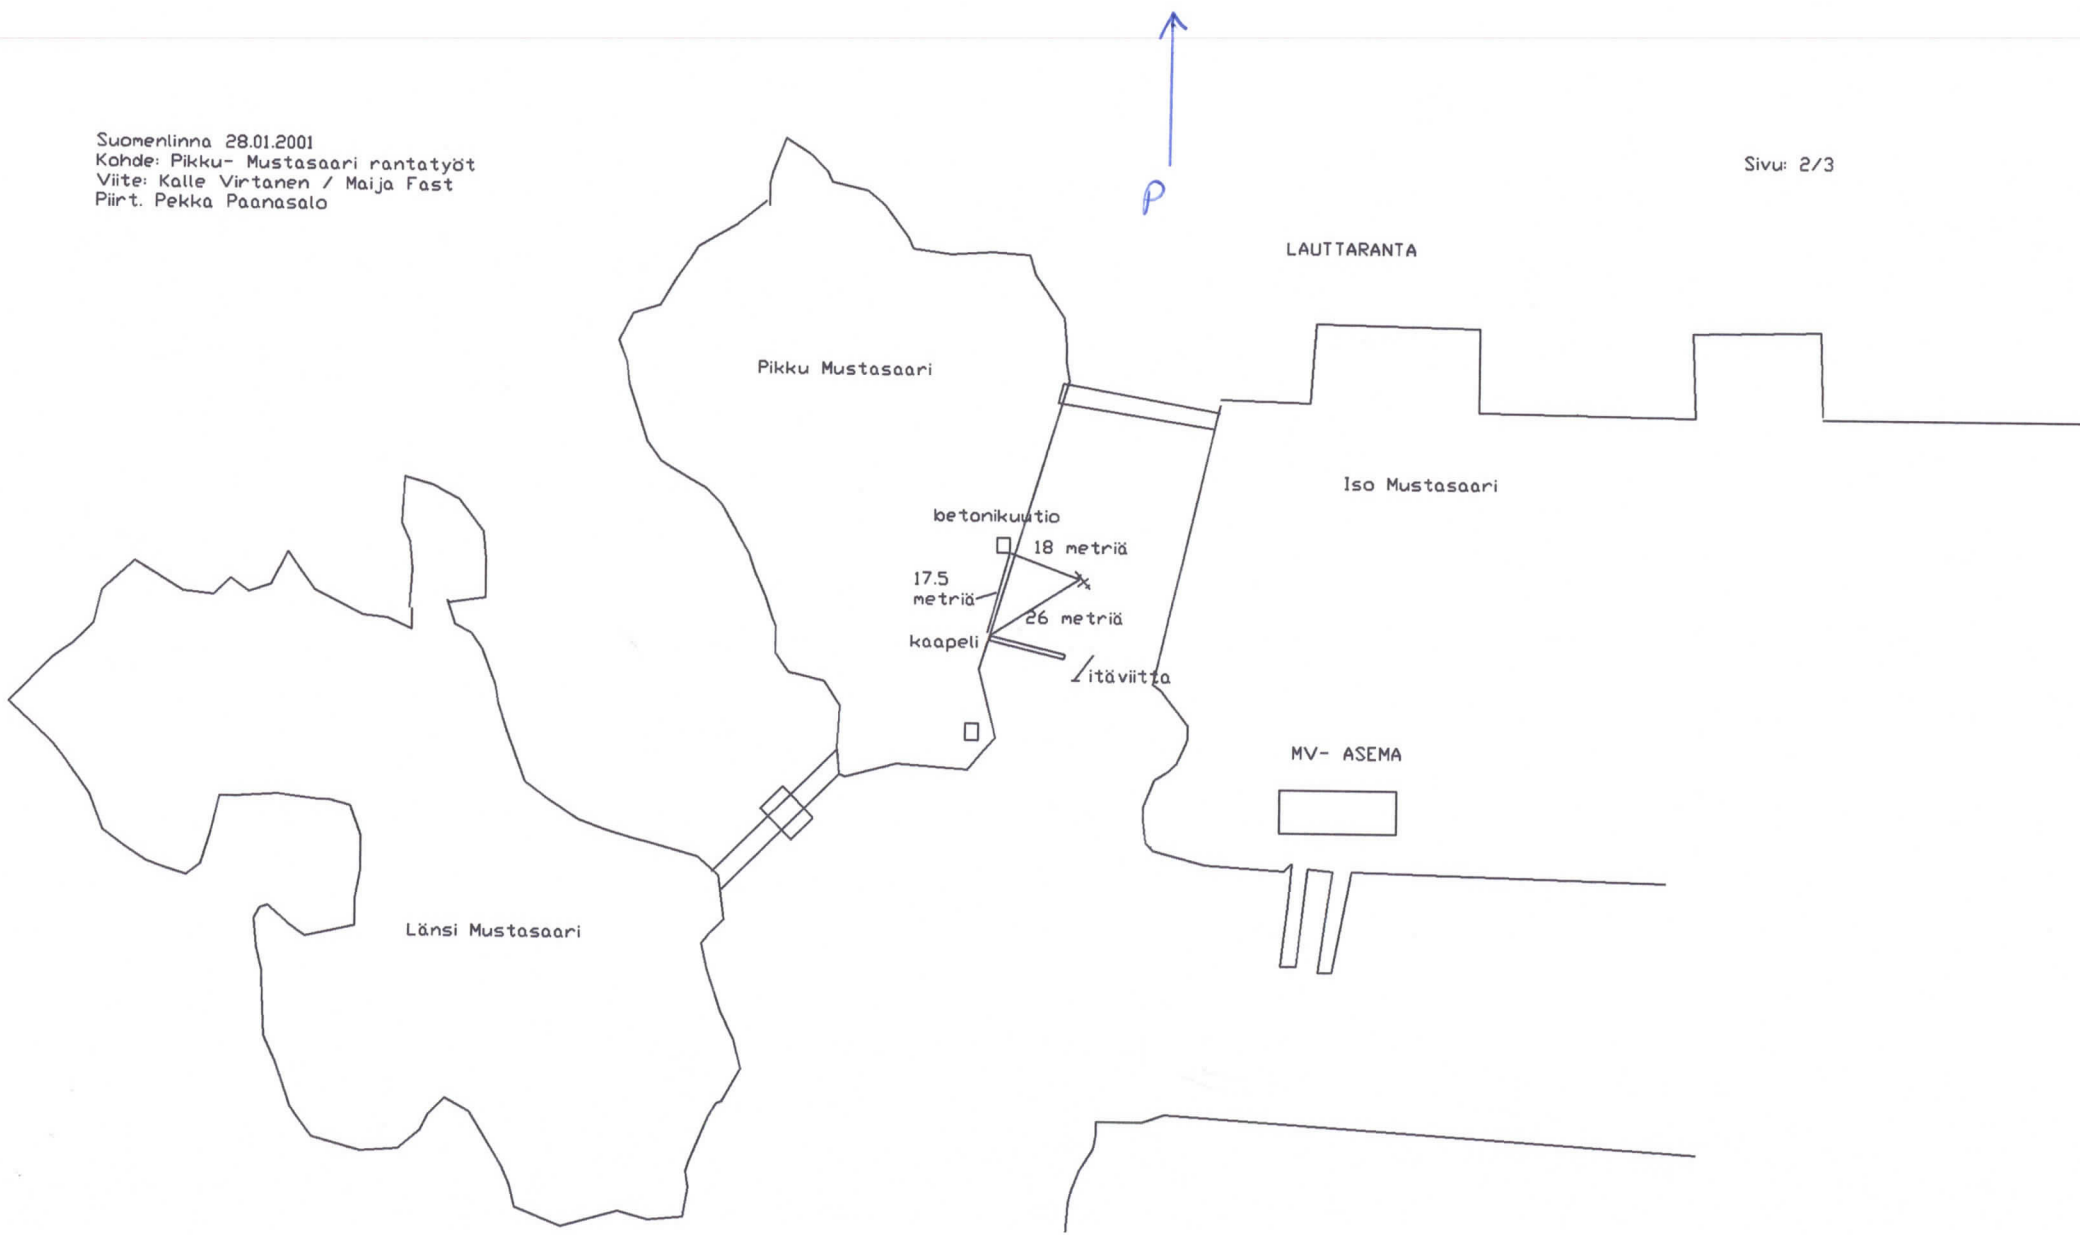 Suomenlinna 28.01.2001
Kohde: Pikku- Mustasaari rantatyöt
Viite: Kalle Virtanen / Maija Fast
Piirt. Pekka Paanasalo
P
Sivu: 2/3
LAUTTARANTA
Pikku Mustasaari
Iso Mustasaari
betonikuutio
18 metriä
17.5
metriä
26 metriä
kaapeli
itäviitta
MV- ASEMA
Länsi Mustasaari